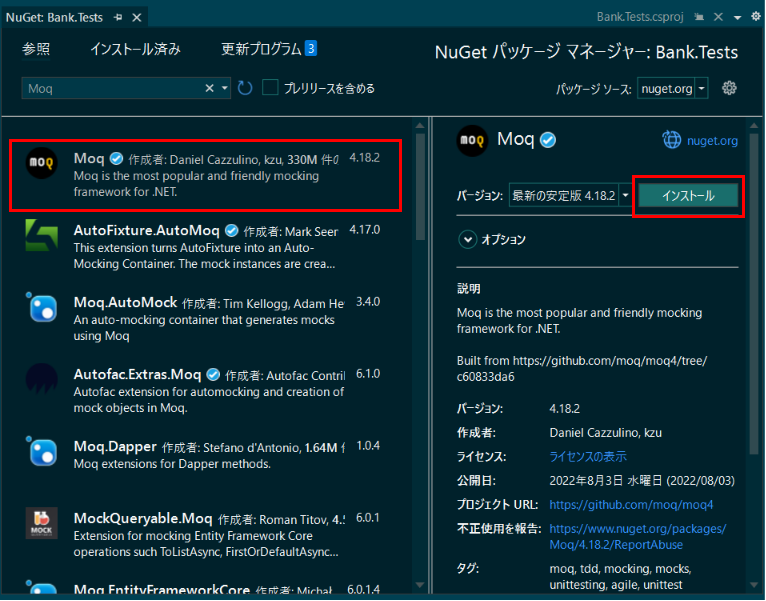 NuGet: Bank.Tests
Bank.Tests.csproj
参照
インストール済み
更新プログラム 3
NuGet パッケージ マネージャー: Bank.Tests
Moq
プレリリースを含める
パッケージ ソース:
nuget.org
moq
Moq 作成者: Daniel Cazzulino, kzu, 330M 件の
4.18.2
Moq is the most popular and friendly mocking
framework for .NET.
AutoFixture.AutoMoq 作成者: Mark Seer
4.17.0
This extension turns AutoFixture into an Auto-
Mocking Container. The mock instances are crea...
Moq.AutoMock 作成者: Tim Kellogg, Adam He
3.4.0
An auto-mocking container that generates mocks
using Moq
Autofac.Extras.Moq 作成者: Autofac Contri
6.1.0
Autofac extension for automocking and creation of
mock objects in Moq.
Moq.Dapper 作成者: Stefano d'Antonio, 1.64M
1.0.4
Moq extensions for Dapper methods.
MOCK
MockQueryable.Moq 作成者: Roman Titov, 4.
6.0.1
Extension for mocking Entity Framework Core
operations such ToListAsync, FirstOrDefaultAsync...
Moq.EntityFrameworkCore 作成者: Michał
6.0.1.4
moq
Moq
nuget.org
バージョン:
最新の安定版 4.18.2
インストール
オプション
説明
Moq is the most popular and friendly mocking
framework for .NET.
Built from https://github.com/moq/moq4/tree/
c60833da6
バージョン: 4.18.2
作成者: Daniel Cazzulino, kzu
ライセンス: ライセンスの表示
公開日: 2022年8月3日 水曜日 (2022/08/03)
プロジェクト URL: https://github.com/moq/moq4
不正使用を報告: https://www.nuget.org/packages/
Moq/4.18.2/ReportAbuse
タグ: moq, tdd, mocking, mocks,
unittesting, agile, unittest